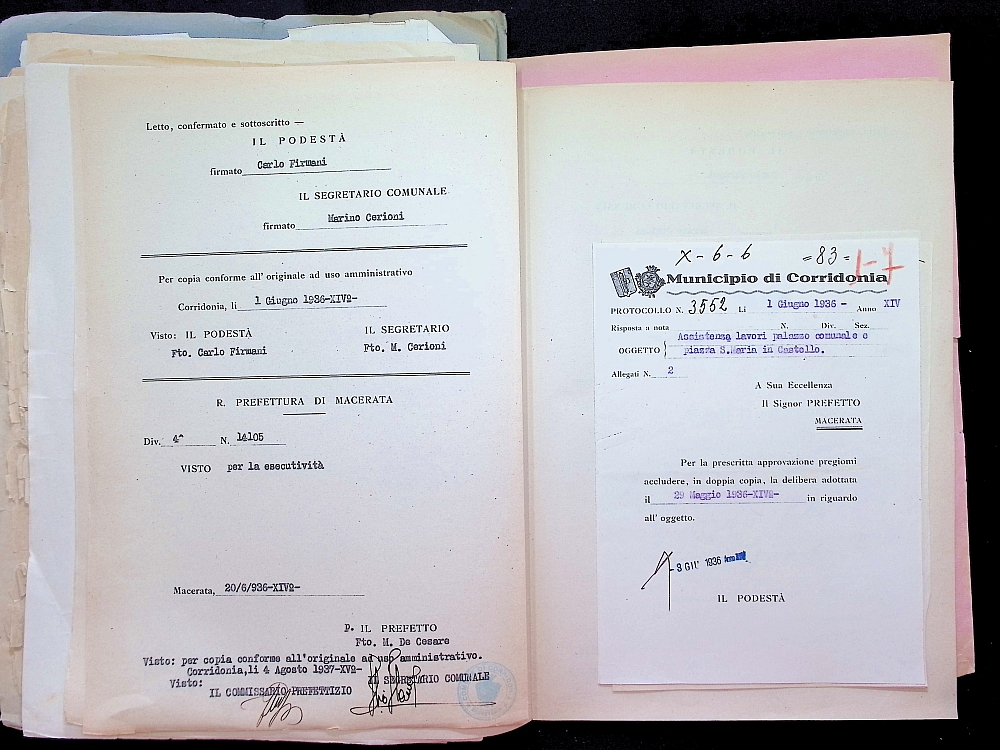 Letto, confermato e sottoscritto —
IL PODESTÀ
firmato Carlo Firmani
IL SEGRETARIO COMUNALE
firmato Marino Cerioni
Per copia conforme all' originale ad uso amministrativo
Corridonia, li 1 Giugno 1936-XIVº-
Visto: IL PODESTÀ IL SEGRETARIO
Fto. Carlo Firmani Fto. M. Cerioni
R. PREFETTURA DI MACERATA
Div. 4^ N. 14105
VISTO per la esecutività
Macerata, 20/6/936-XIVº-
P. IL PREFETTO
Fto. M. De Cesare
Visto: per copia conforme all'originale ad uso amministrativo.
Corridonia,li 4 Agosto 1937-XVº-
Visto: IL SEGRETARIO COMUNALE
IL COMMISSARIO PREFETTIZIO
X-6-6 =83= 1-7
Municipio di Corridonia
PROTOCOLLO N. 3552 Li 1 Giugno 1936 - Anno XIV
Risposta a nota N. Div. Sez.
OGGETTO Assistenza lavori palazzo comunale e
piazza S.Maria in Castello.
Allegati N. 2
A Sua Eccellenza
Il Signor PREFETTO
MACERATA
Per la prescritta approvazione pregiomi
accludere, in doppia copia, la delibera adottata
il 29 Maggio 1936-XIVº- in riguardo
all' oggetto.
-3 GIU 1936 Anno XIV
IL PODESTÀ